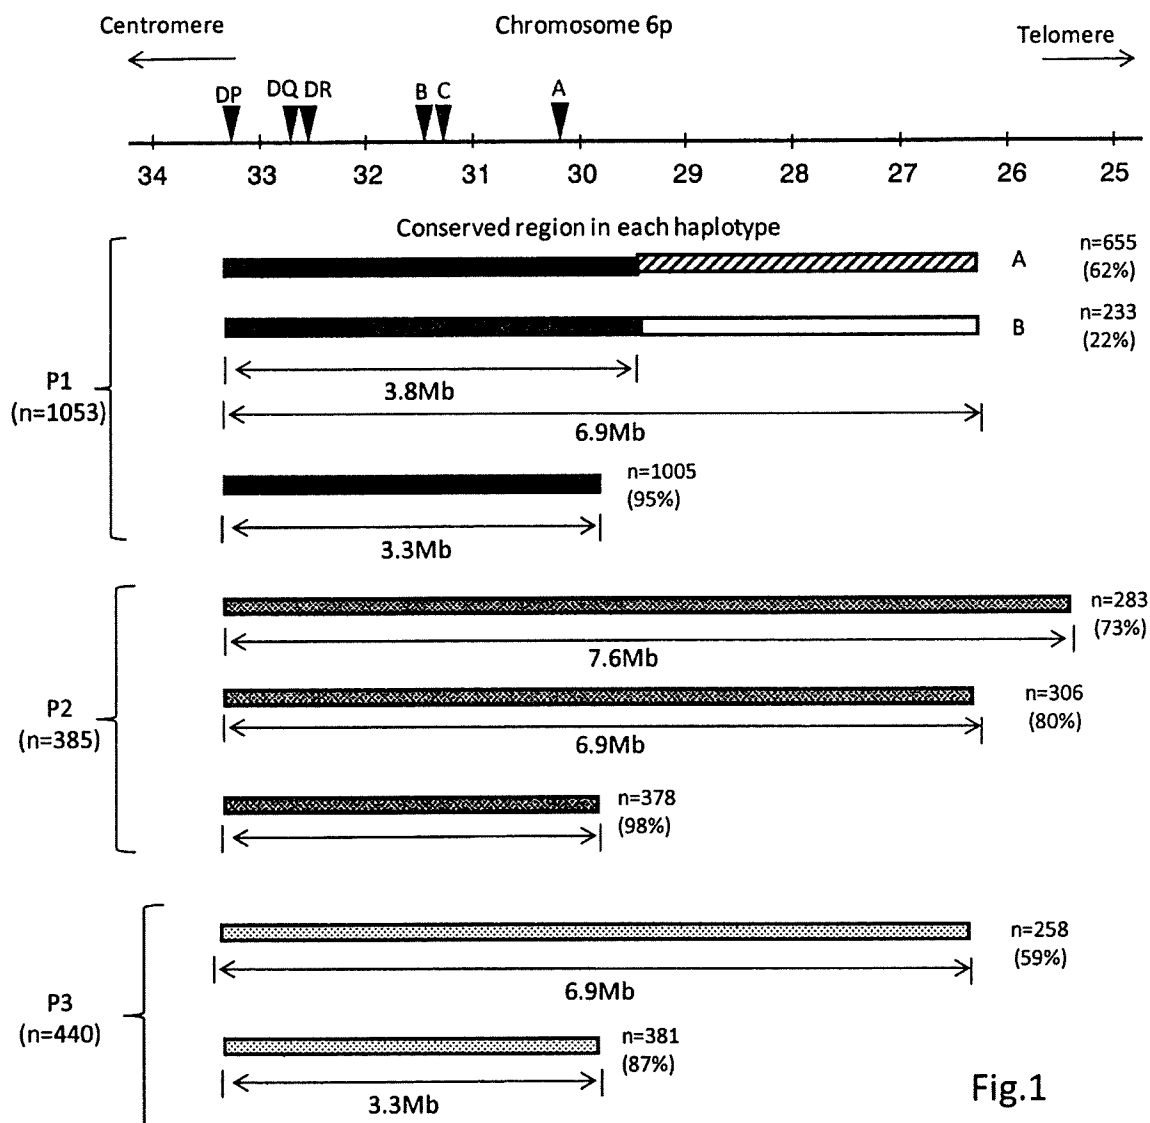 Centromere
Chromosome 6p
Telomere
DP
DQ
DR
B
C
A
34 33 32 31 30 29 28 27 26 25
Conserved region in each haplotype
A
n=655
(62%)
B
n=233
(22%)
3.8Mb
P1
(n=1053)
6.9Mb
n=1005
(95%)
3.3Mb
n=283
(73%)
7.6Mb
P2
(n=385)
n=306
(80%)
6.9Mb
n=378
(98%)
n=258
(59%)
6.9Mb
P3
(n=440)
n=381
(87%)
3.3Mb
Fig.1